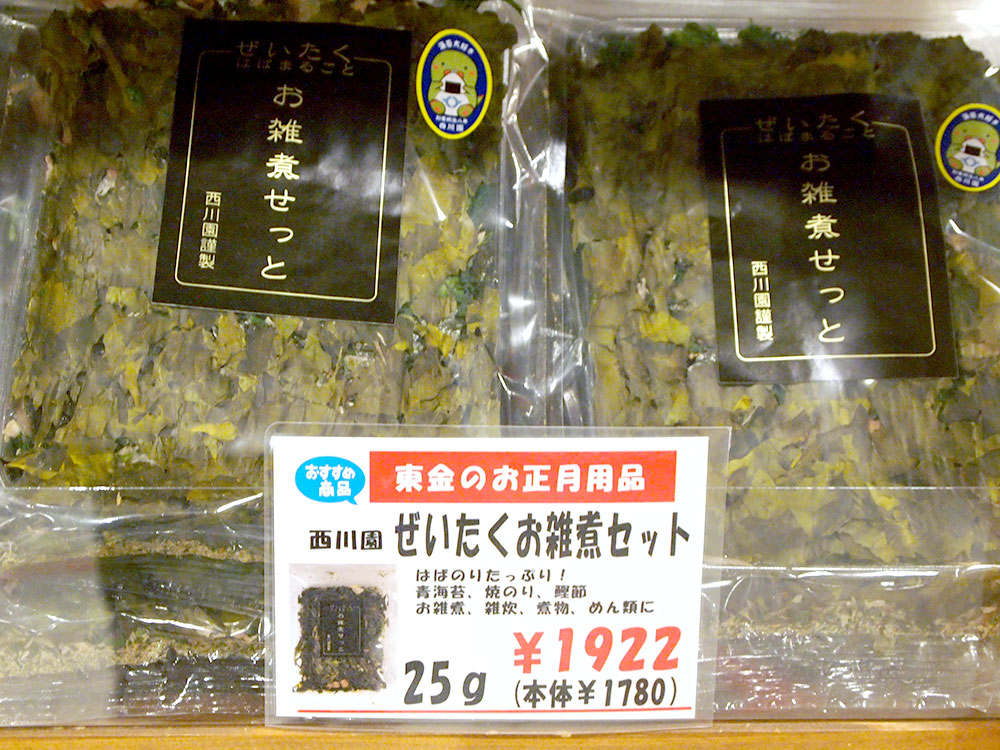 ぜいたく
はばまるごと
お雑煮せっと
西川園謹製
ぜいたく
はばまるごと
お雑煮せっと
西川園謹製
おすすめ
商品
東金のお正月用品
西川園 ぜいたくお雑煮セット
はばのりたっぷり!
青海苔、焼のり、鰹節
お雑煮、雑炊、煮物、めん類に
¥1922
25g (本体¥1780)